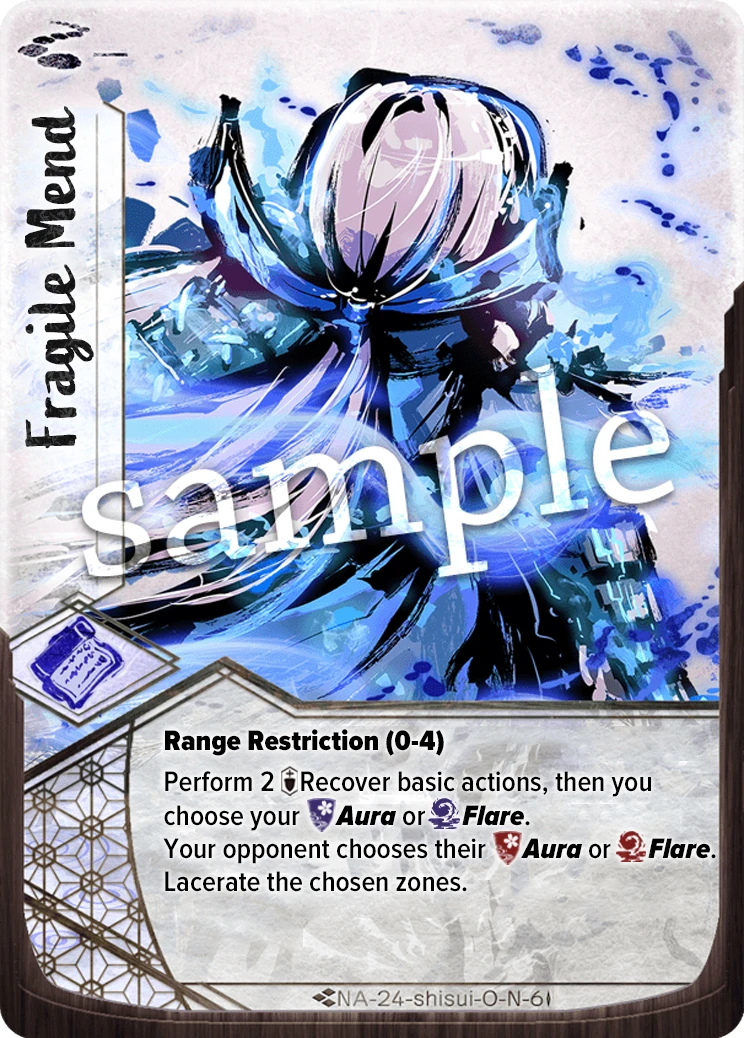 Fragile Mend
sample
Range Restriction (0-4)
Perform 2 Recover basic actions, then you
choose your Aura or Flare.
Your opponent chooses their Aura or Flare.
Lacerate the chosen zones.
NA-24-shisui-O-N-6